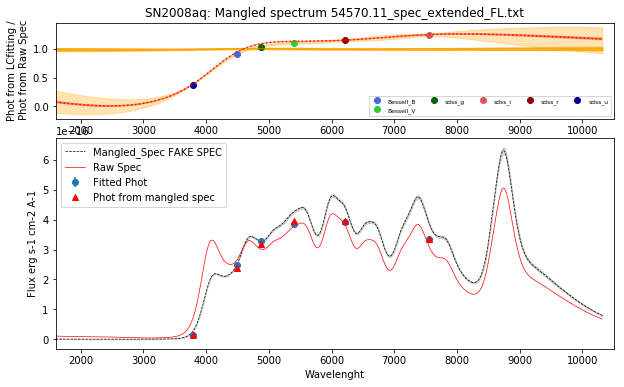 SN2008aq: Mangled spectrum 54570.11_spec_extended_FL.txt
Phot from LCfitting /
Phot from Raw Spec
1.0
0.5
0.0
Bessell_B
Bessell_V
sdss_g
sdss_i
sdss_r
sdss_u
2000 3000 4000 5000 6000 7000 8000 9000 10000
Flux erg s-1 cm-2 A-1
6
5
4
3
2
1
0
Mangled_Spec FAKE SPEC
Raw Spec
Fitted Phot
Phot from mangled spec
2000 3000 4000 5000 6000 7000 8000 9000 10000
Wavelenght